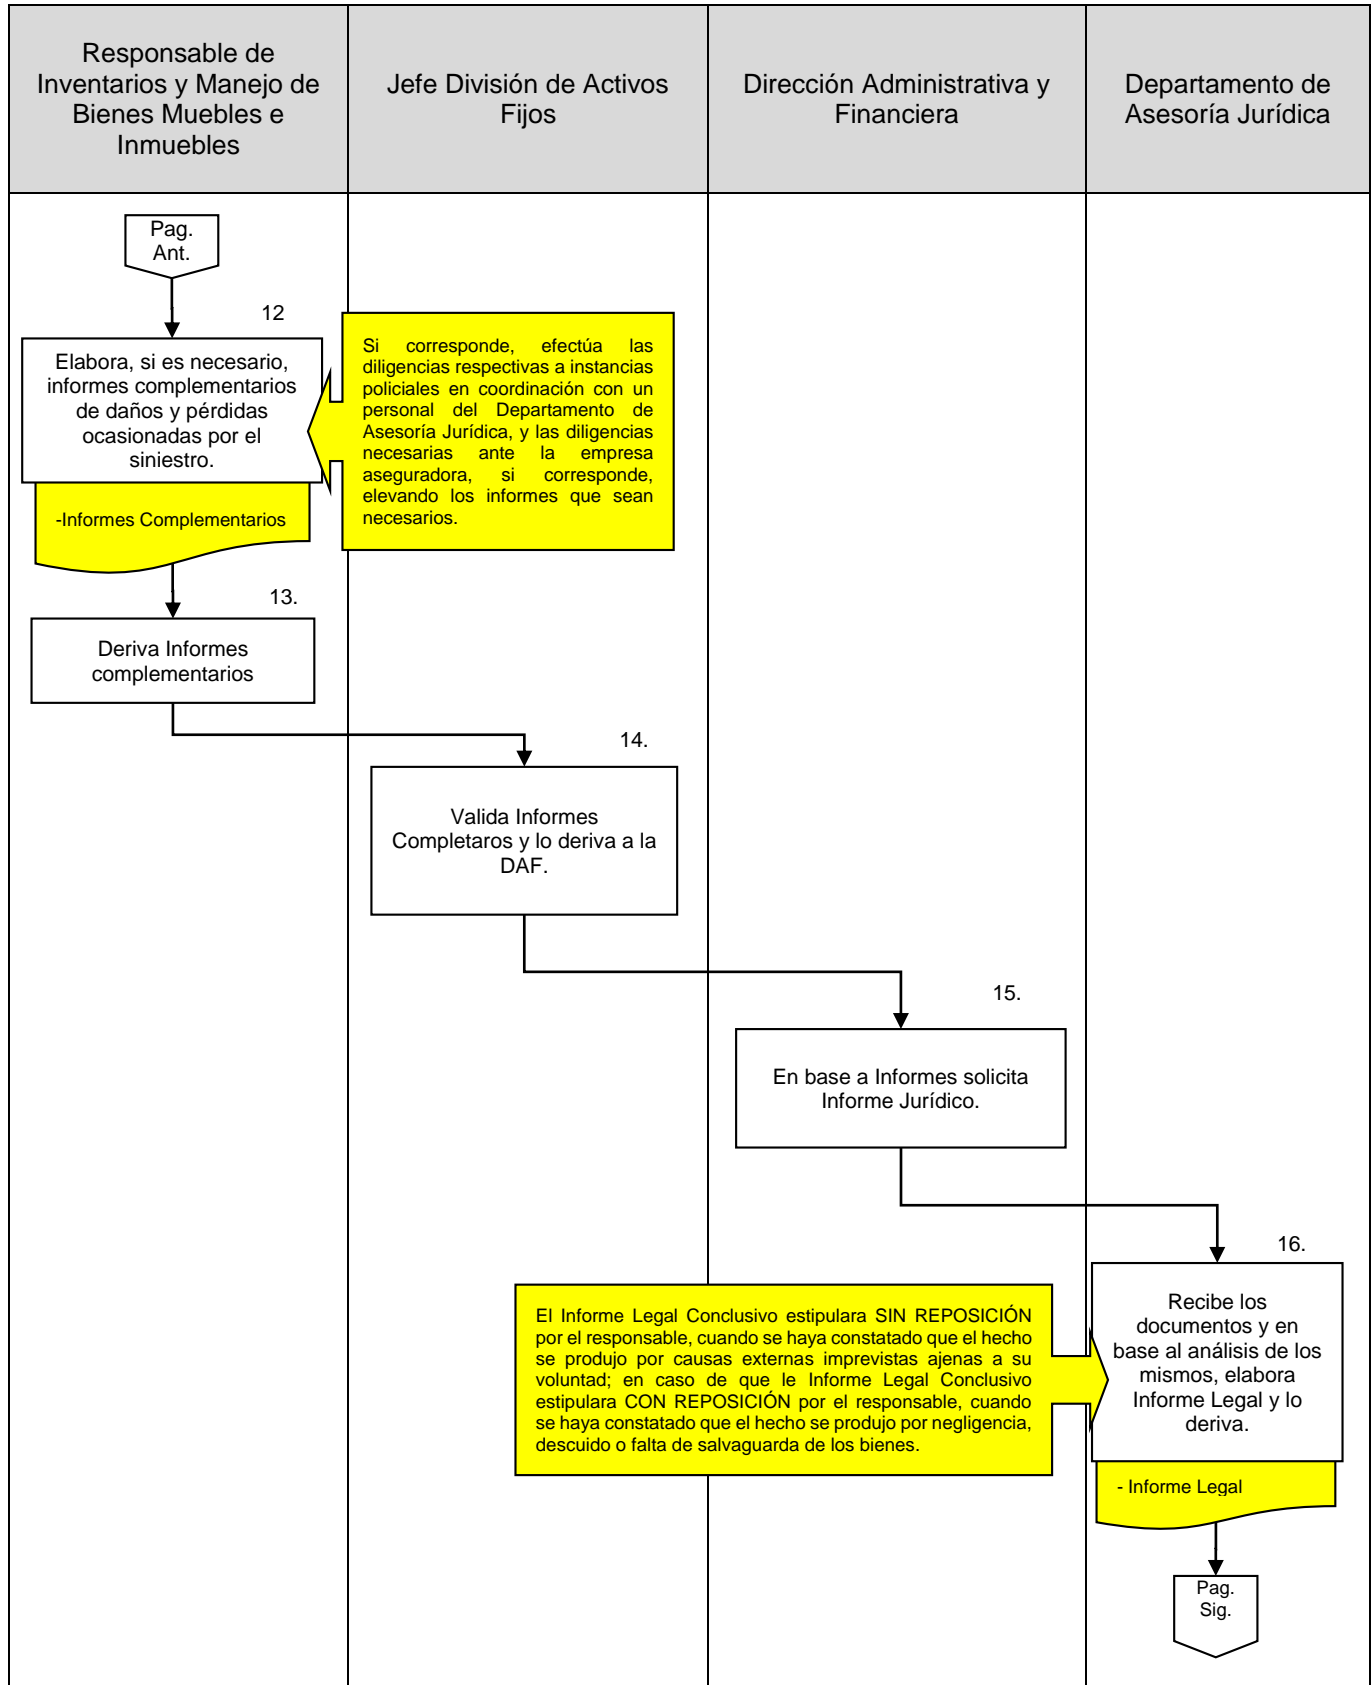 Responsable de
Inventarios y Manejo de
Bienes Muebles e
Inmuebles
Jefe División de Activos
Fijos
Dirección Administrativa y
Financiera
Departamento de
Asesoría Jurídica
Pag.
Ant.
12
Elabora, si es necesario,
informes complementarios
de daños y pérdidas
ocasionadas por el
siniestro.
Si corresponde, efectúa las
diligencias respectivas a instancias
policiales en coordinación con un
personal del Departamento de
Asesoría Jurídica, y las diligencias
necesarias ante la empresa
aseguradora, si corresponde,
elevando los informes que sean
necesarios.
-Informes Complementarios
13.
Deriva Informes
complementarios
14.
Valida Informes
Completaros y lo deriva a la
DAF.
15.
En base a Informes solicita
Informe Jurídico.
16.
Recibe los
documentos y en
base al análisis de los
mismos, elabora
Informe Legal y lo
deriva.
El Informe Legal Conclusivo estipulara SIN REPOSICIÓN
por el responsable, cuando se haya constatado que el hecho
se produjo por causas externas imprevistas ajenas a su
voluntad; en caso de que le Informe Legal Conclusivo
estipulara CON REPOSICIÓN por el responsable, cuando
se haya constatado que el hecho se produjo por negligencia,
descuido o falta de salvaguarda de los bienes.
- Informe Legal
Pag.
Sig.